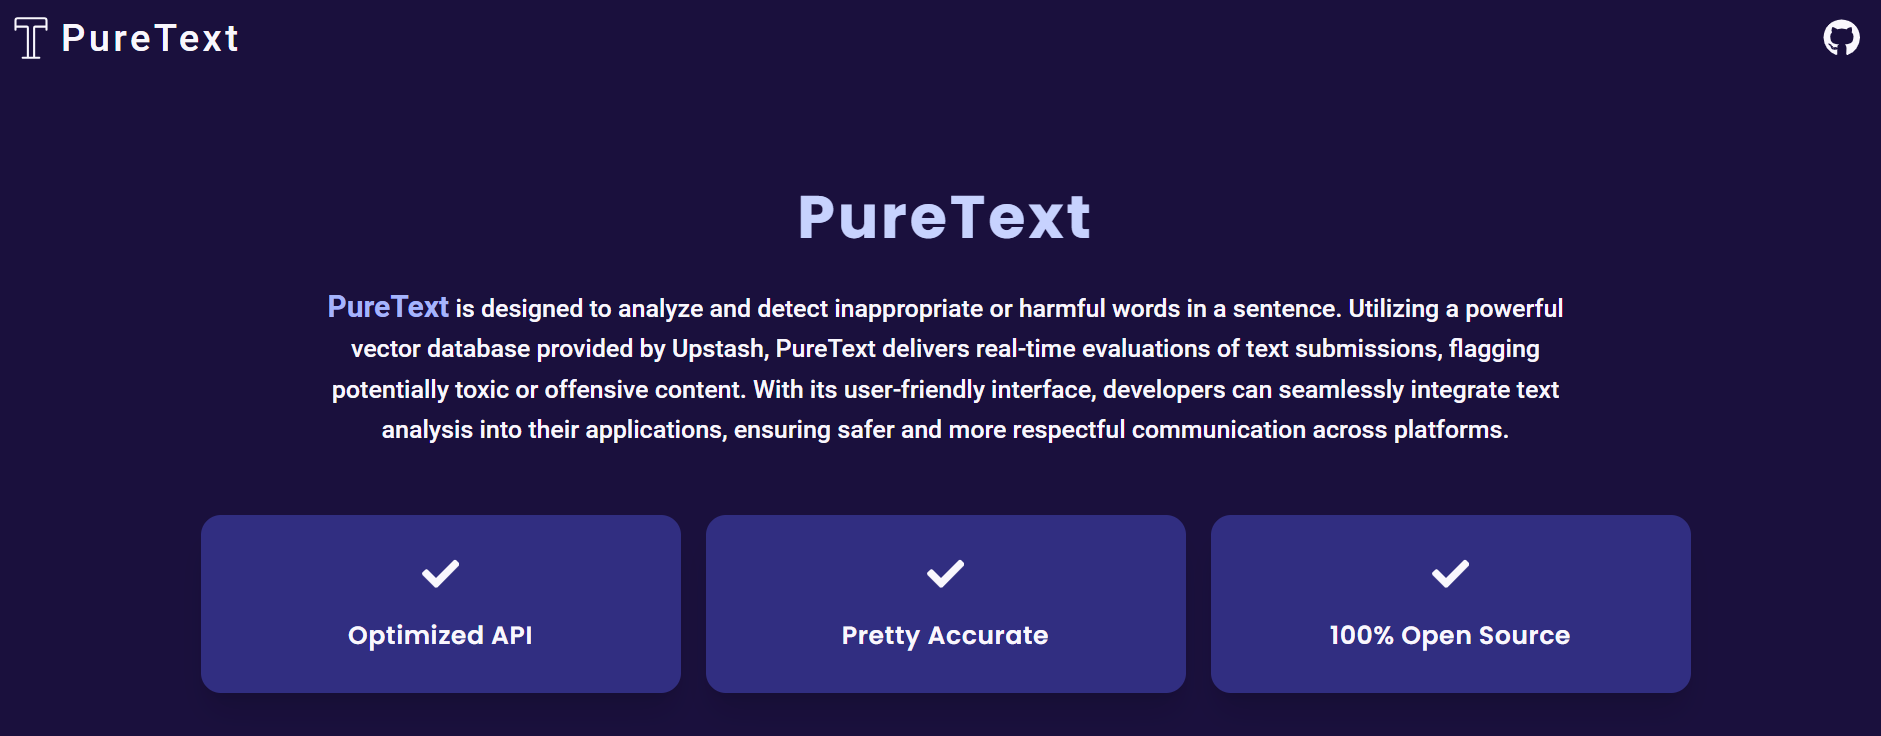 PureText
PureText
PureText is designed to analyze and detect inappropriate or harmful words in a sentence. Utilizing a powerful
vector database provided by Upstash, PureText delivers real-time evaluations of text submissions, flagging
potentially toxic or offensive content. With its user-friendly interface, developers can seamlessly integrate text
analysis into their applications, ensuring safer and more respectful communication across platforms.
Optimized API
Pretty Accurate
100% Open Source